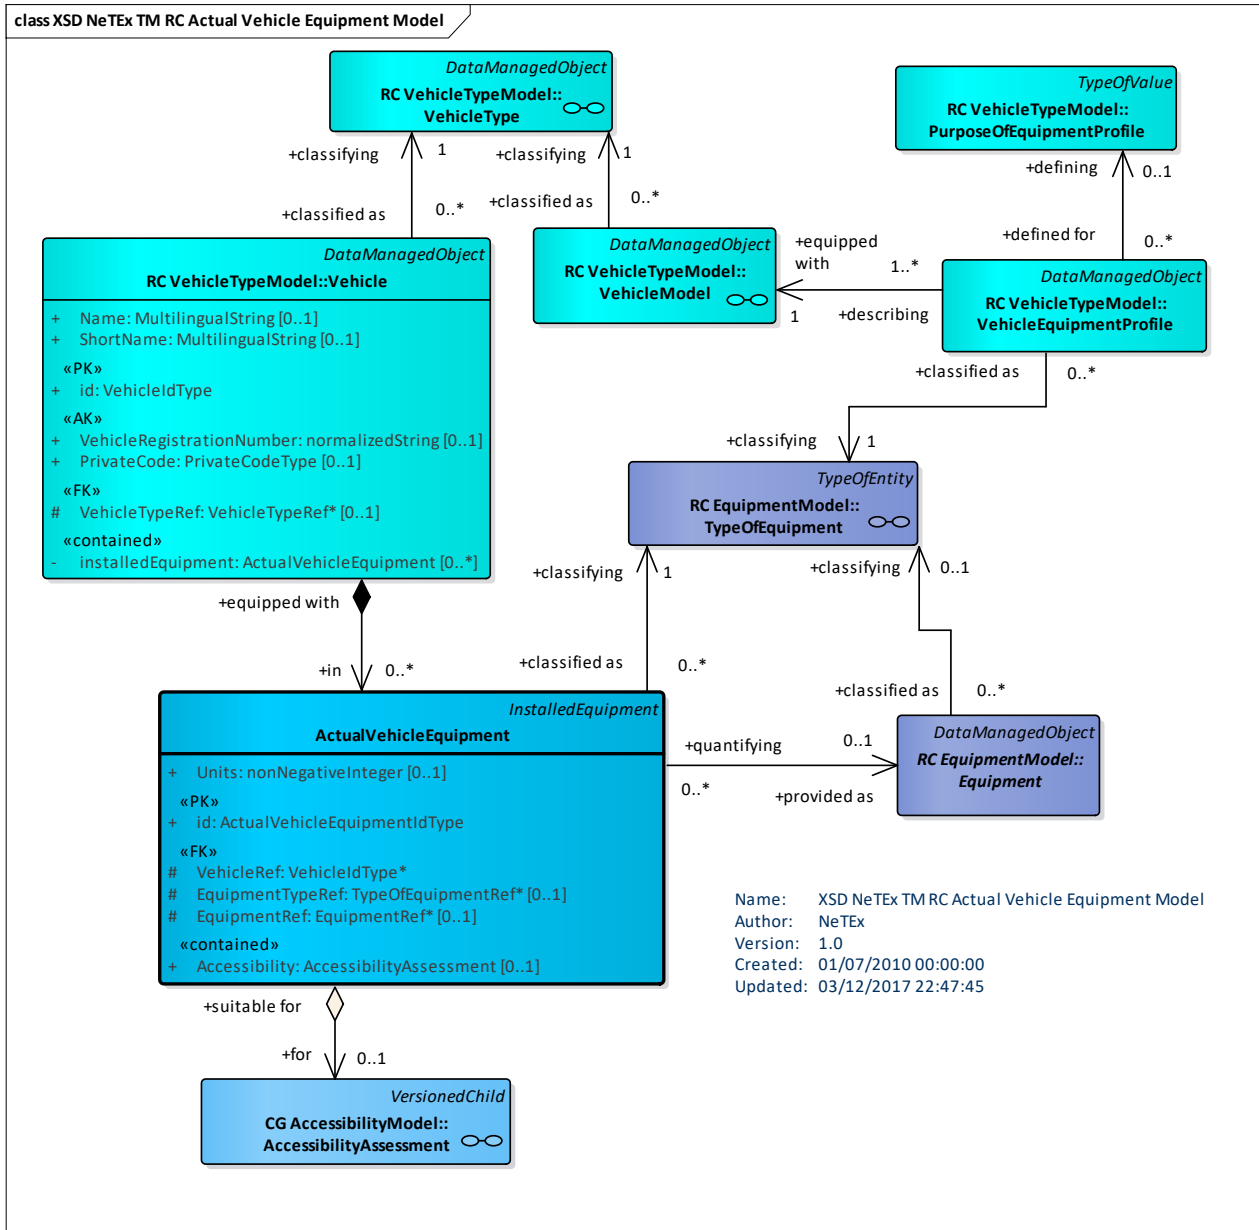 class XSD NeTEx TM RC Actual Vehicle Equipment Model
DataManagedObject
RC VehicleTypeModel::
VehicleType
TypeOfValue
RC VehicleTypeModel::
PurposeOfEquipmentProfile
+classifying
1
+classifying
1
+defining
0..1
+classified as
0..*
+classified as
0..*
+defined for
0..*
DataManagedObject
RC VehicleTypeModel::Vehicle
+ Name: MultilingualString [0..1]
+ ShortName: MultilingualString [0..1]
«PK»
+ id: VehicleIdType
«AK»
+ VehicleRegistrationNumber: normalizedString [0..1]
+ PrivateCode: PrivateCodeType [0..1]
«FK»
# VehicleTypeRef: VehicleTypeRef* [0..1]
«contained»
- installedEquipment: ActualVehicleEquipment [0..*]
DataManagedObject
RC VehicleTypeModel::
VehicleModel
+equipped
with
1..*
1
+describing
DataManagedObject
RC VehicleTypeModel::
VehicleEquipmentProfile
+classified as
0..*
+classifying
1
TypeOfEntity
RC EquipmentModel::
TypeOfEquipment
+classifying
1
+classifying
0..1
+equipped with
+in
0..*
+classified as
0..*
+classified as
0..*
InstalledEquipment
ActualVehicleEquipment
+ Units: nonNegativeInteger [0..1]
«PK»
+ id: ActualVehicleEquipmentIdType
«FK»
# VehicleRef: VehicleIdType*
# EquipmentTypeRef: TypeOfEquipmentRef* [0..1]
# EquipmentRef: EquipmentRef* [0..1]
«contained»
+ Accessibility: AccessibilityAssessment [0..1]
+quantifying
0..1
0..*
+provided as
DataManagedObject
RC EquipmentModel::
Equipment
Name: XSD NeTEx TM RC Actual Vehicle Equipment Model
Author: NeTEx
Version: 1.0
Created: 01/07/2010 00:00:00
Updated: 03/12/2017 22:47:45
+suitable for
+for
0..1
VersionedChild
CG AccessibilityModel::
AccessibilityAssessment